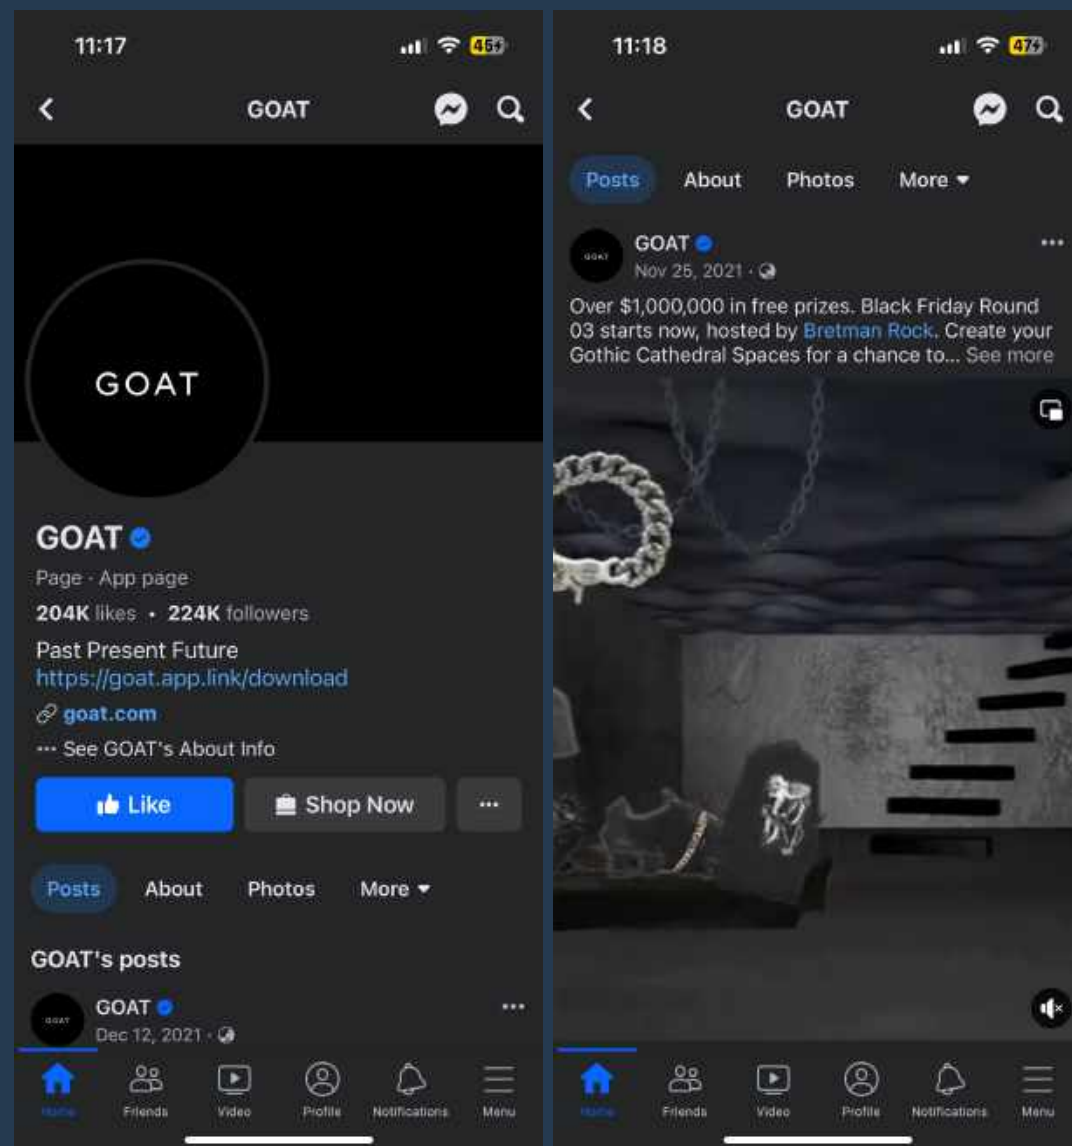 11:17
45
GOAT
GOAT
GOAT
Page · App page
204K likes • 224K followers
Past Present Future
https://goat.app.link/download
goat.com
... See GOAT's About Info
Like
Shop Now
Posts
About
Photos
More
GOAT's posts
GOAT
GOAT
Dec 12, 2021 ·
Home
Friends
Video
Profile
Notifications
Menu
11:18
47
GOAT
Posts
About
Photos
More
GOAT
GOAT
Nov 25, 2021 ·
Over $1,000,000 in free prizes. Black Friday Round
03 starts now, hosted by Bretman Rock. Create your
Gothic Cathedral Spaces for a chance to... See more
Home
Friends
Video
Profile
Notifications
Menu